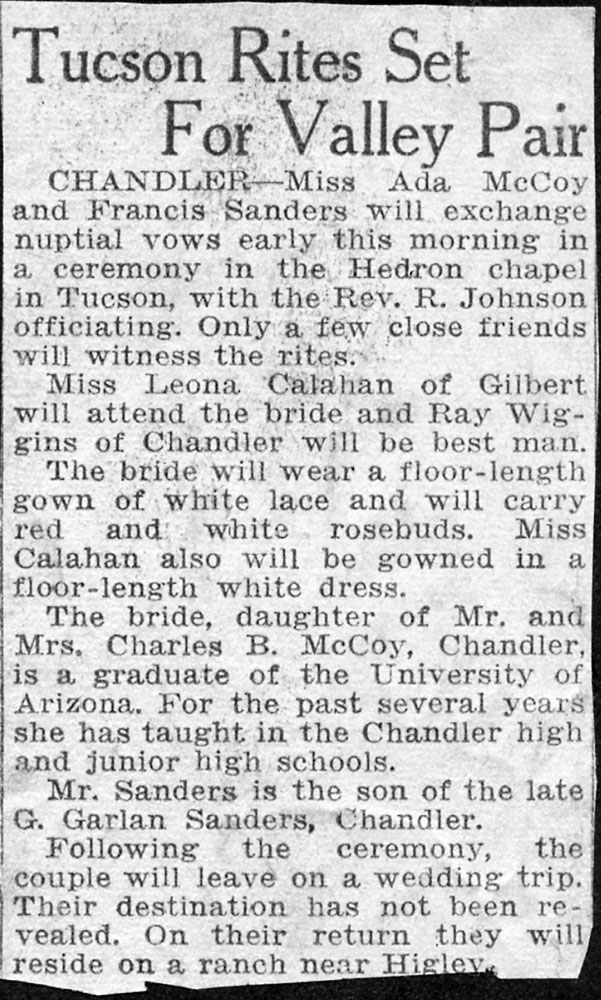 Tucson Rites Set
For Valley Pair
CHANDLER—Miss Ada McCoy
and Francis Sanders will exchange
nuptial vows early this morning in
a ceremony in the Hedron chapel
in Tucson, with the Rev. R. Johnson
officiating. Only a few close friends
will witness the rites.
Miss Leona Calahan of Gilbert
will attend the bride and Ray Wig-
gins of Chandler will be best man.
The bride will wear a floor-length
gown of white lace and will carry
red and white rosebuds. Miss
Calahan also will be gowned in a
floor-length white dress.
The bride, daughter of Mr. and
Mrs. Charles B. McCoy, Chandler,
is a graduate of the University of
Arizona. For the past several years
she has taught in the Chandler high
and junior high schools.
Mr. Sanders is the son of the late
G. Garlan Sanders, Chandler.
Following the ceremony, the
couple will leave on a wedding trip.
Their destination has not been re-
vealed. On their return they will
reside on a ranch near Higley.